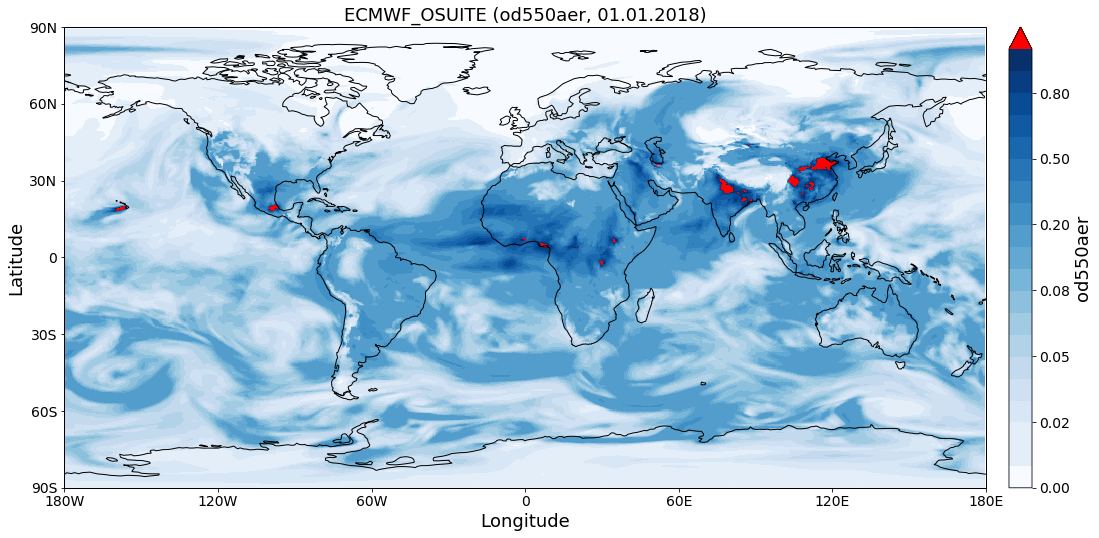 ECMWF_OSUITE (od550aer, 01.01.2018)
90N
60N
30N
0
30S
60S
90S
Latitude
180W
120W
60W
0
60E
120E
180E
Longitude
0.80
0.50
0.20
0.08
0.05
0.02
0.00
od550aer